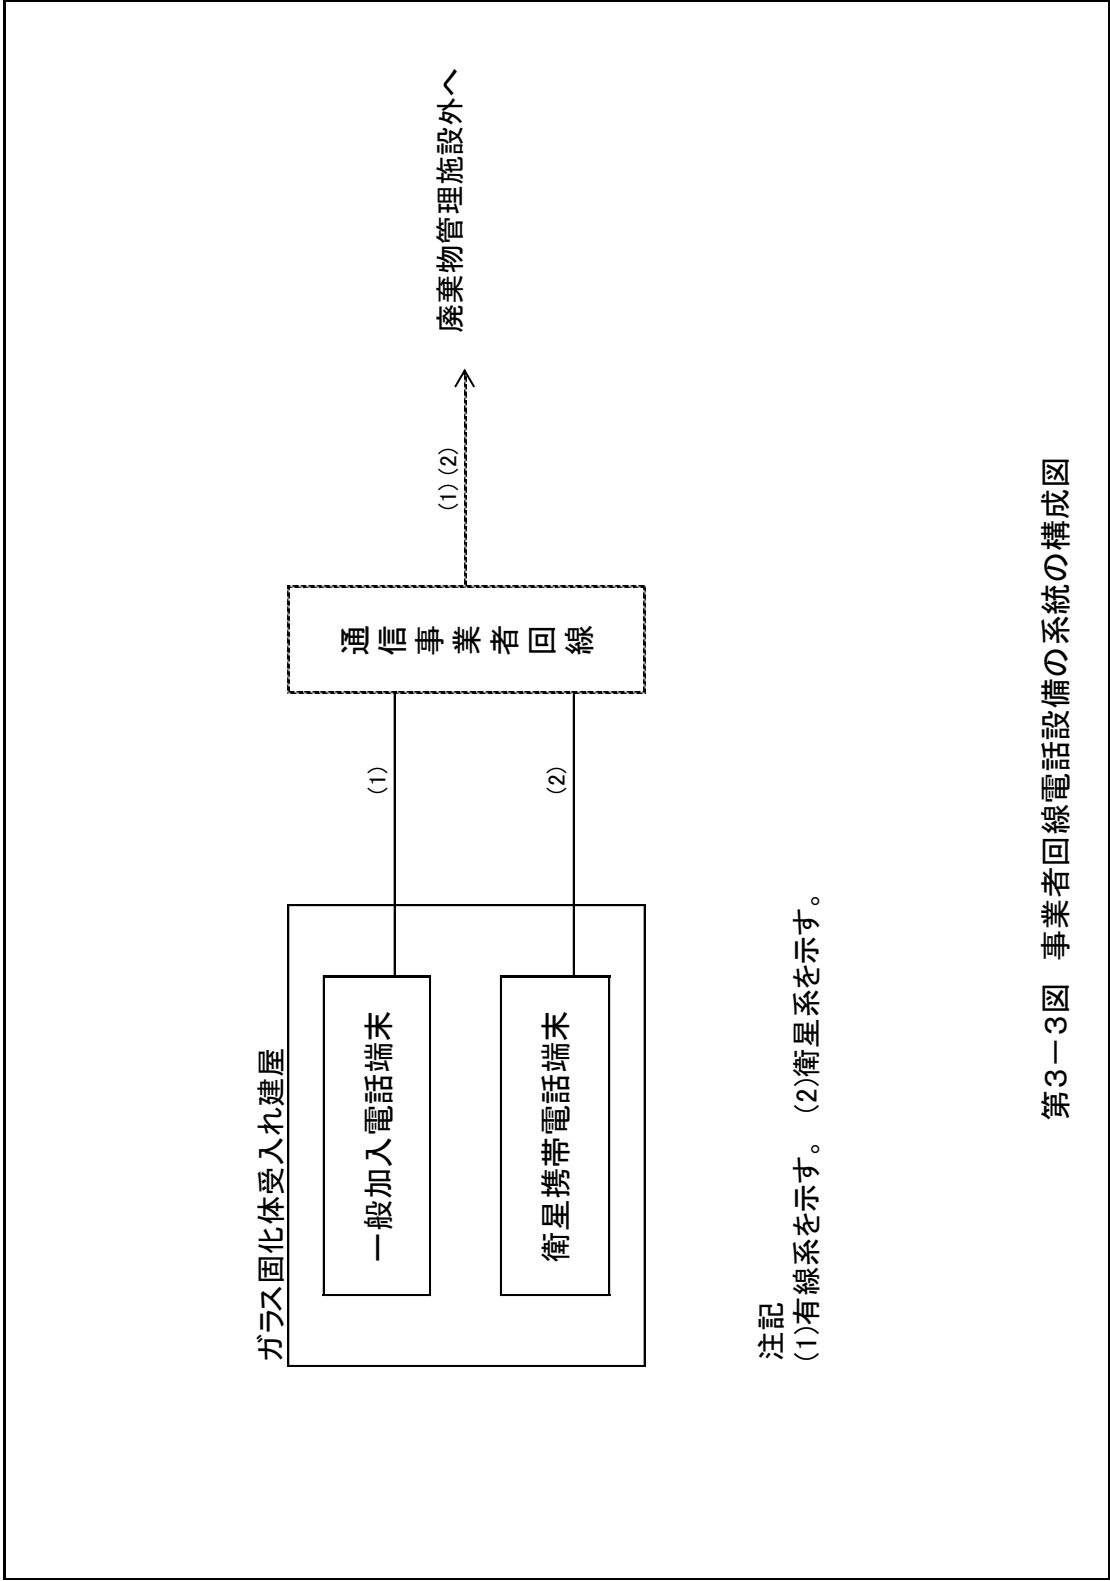 ガラス固化体受入れ建屋
一般加入電話端末
衛星携帯電話端末
(1)
(2)
通信事業者回線
(1)(2)
廃棄物管理施設外へ
注記
(1)有線系を示す。 (2)衛星系を示す。
第3－3図 事業者回線電話設備の系統の構成図